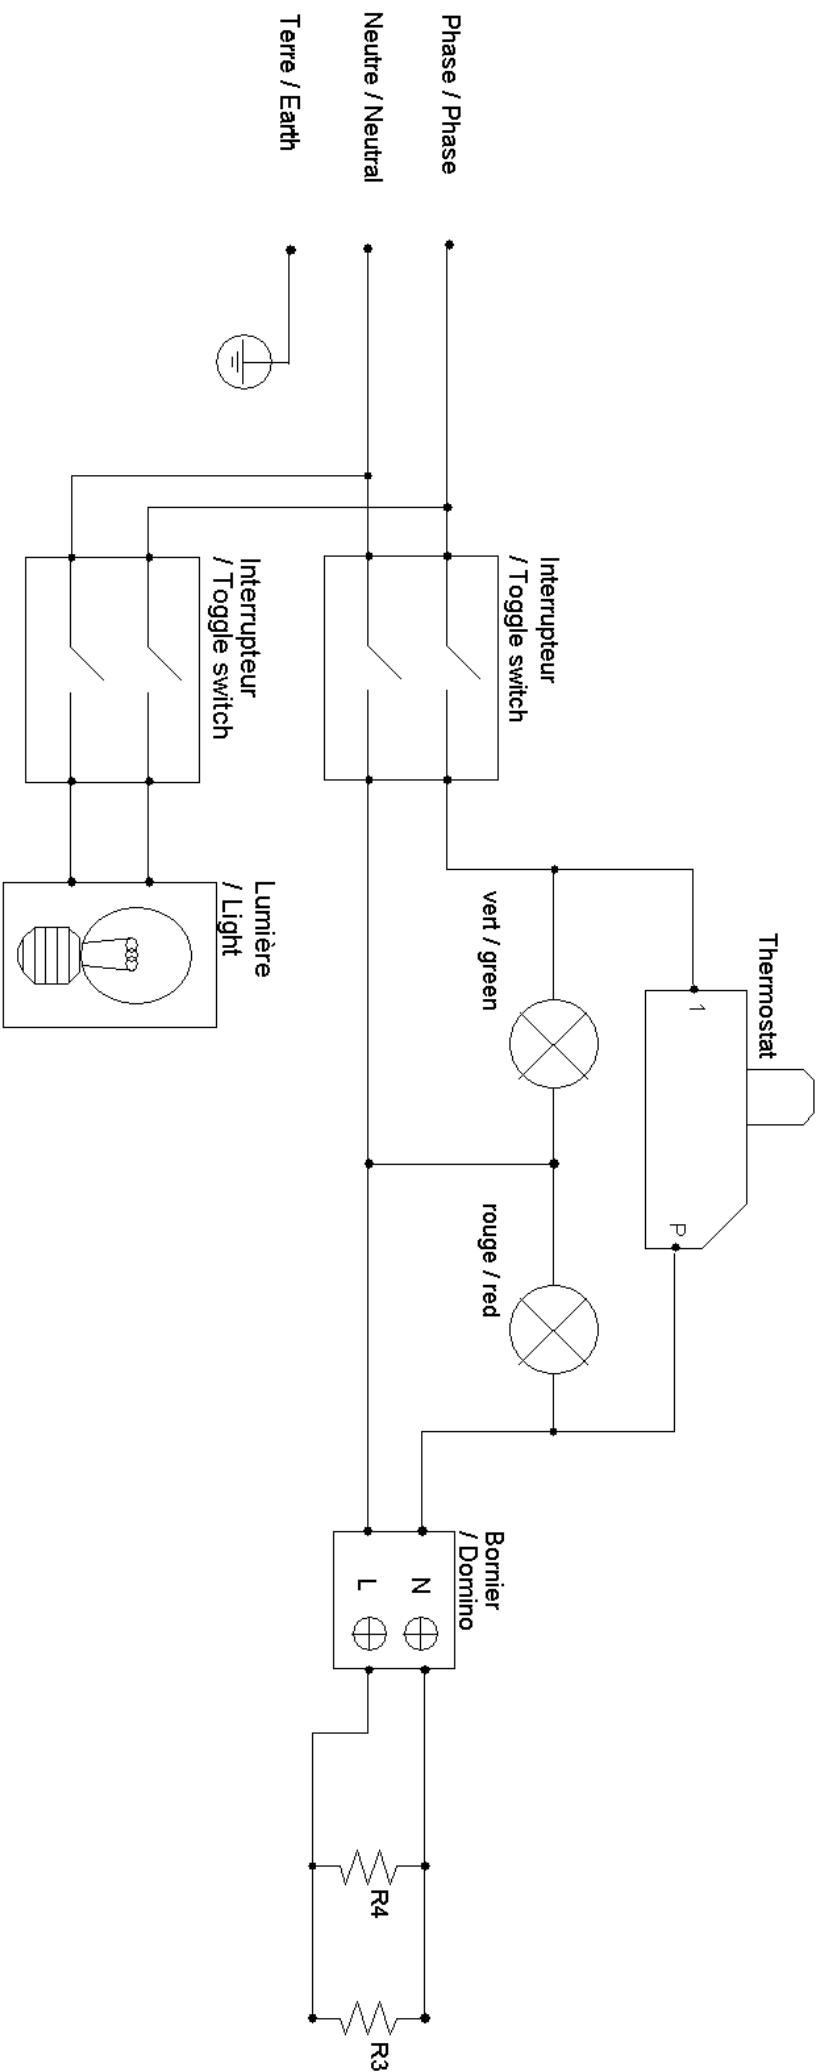 Phase / Phase
Neutre / Neutral
Terre / Earth
Interrupteur
/ Toggle switch
Interrupteur
/ Toggle switch
Lumière
/ Light
Thermostat
1
P
vert / green
rouge / red
Bornier
/ Domino
N
L
R4
R3